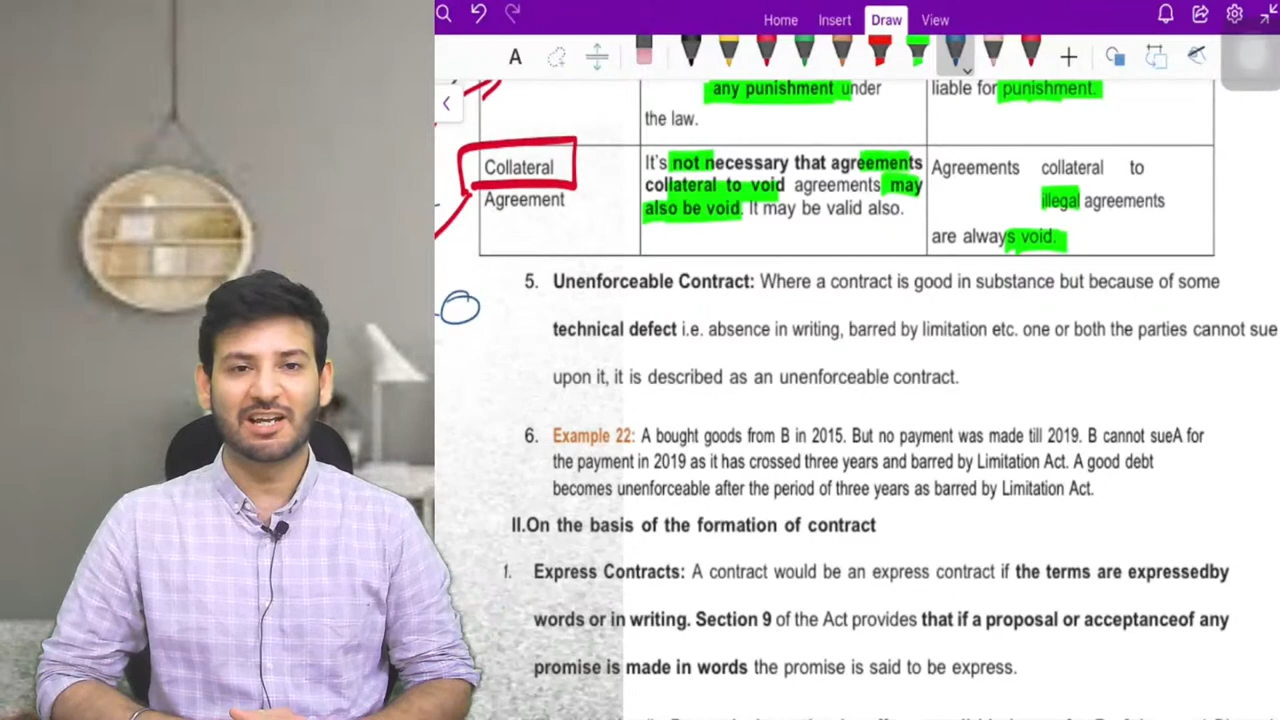 Home Insert Draw View
A
any punishment under
the law.
liable for punishment.
Collateral
Agreement
It's not necessary that agreements
collateral to void agreements may
also be void. It may be valid also.
Agreements collateral to
illegal agreements
are always void.
5. Unenforceable Contract: Where a contract is good in substance but because of some
technical defect i.e. absence in writing, barred by limitation etc. one or both the parties cannot sue
upon it, it is described as an unenforceable contract.
6. Example 22: A bought goods from B in 2015. But no payment was made till 2019. B cannot sueA for
the payment in 2019 as it has crossed three years and barred by Limitation Act. A good debt
becomes unenforceable after the period of three years as barred by Limitation Act.
II.On the basis of the formation of contract
1. Express Contracts: A contract would be an express contract if the terms are expressedby
words or in writing. Section 9 of the Act provides that if a proposal or acceptanceof any
promise is made in words the promise is said to be express.